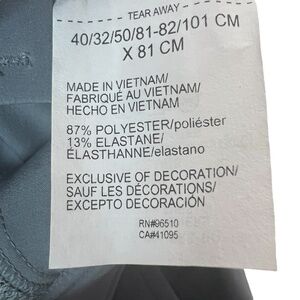 TEAR AWAY
40/32/50/81-82/101 CM
X 81 CM
MADE IN VIETNAM/
FABRIQUÉ AU VIETNAM/
HECHO EN VIETNAM
87% POLYESTER/poliéster
13% ELASTANE/
ÉLASTHANNE/elastano
EXCLUSIVE OF DECORATION/
SAUF LES DÉCORATIONS/
EXCEPTO DECORACIÓN
RN#96510
CA#41095